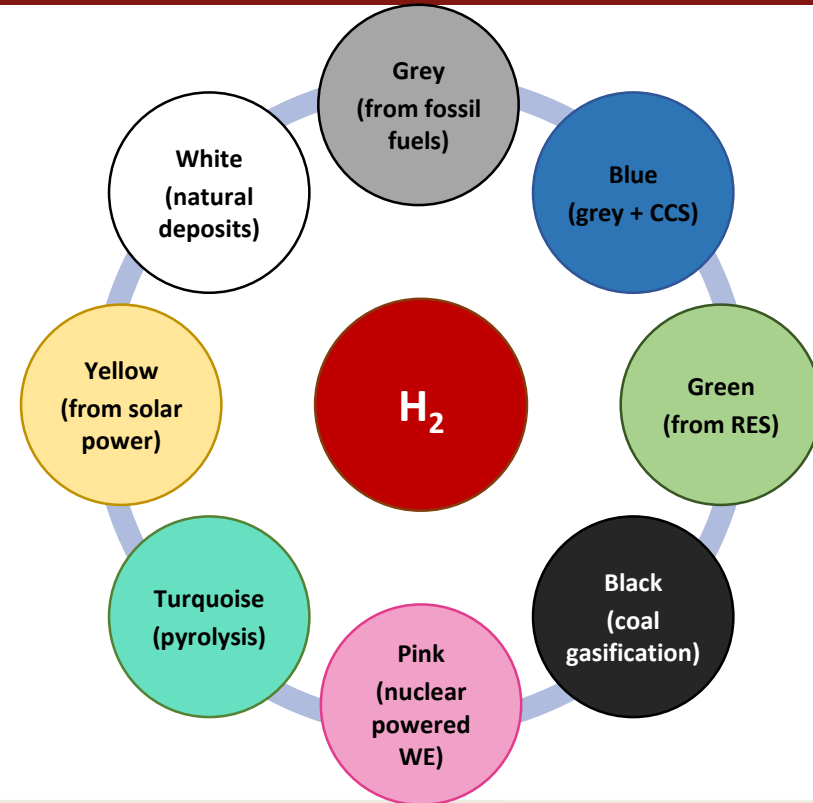 Grey
(from fossil
fuels)
Blue
(grey + CCS)
Green
(from RES)
Black
(coal
gasification)
Pink
(nuclear
powered
WE)
Turquoise
(pyrolysis)
Yellow
(from solar
power)
White
(natural
deposits)
H₂